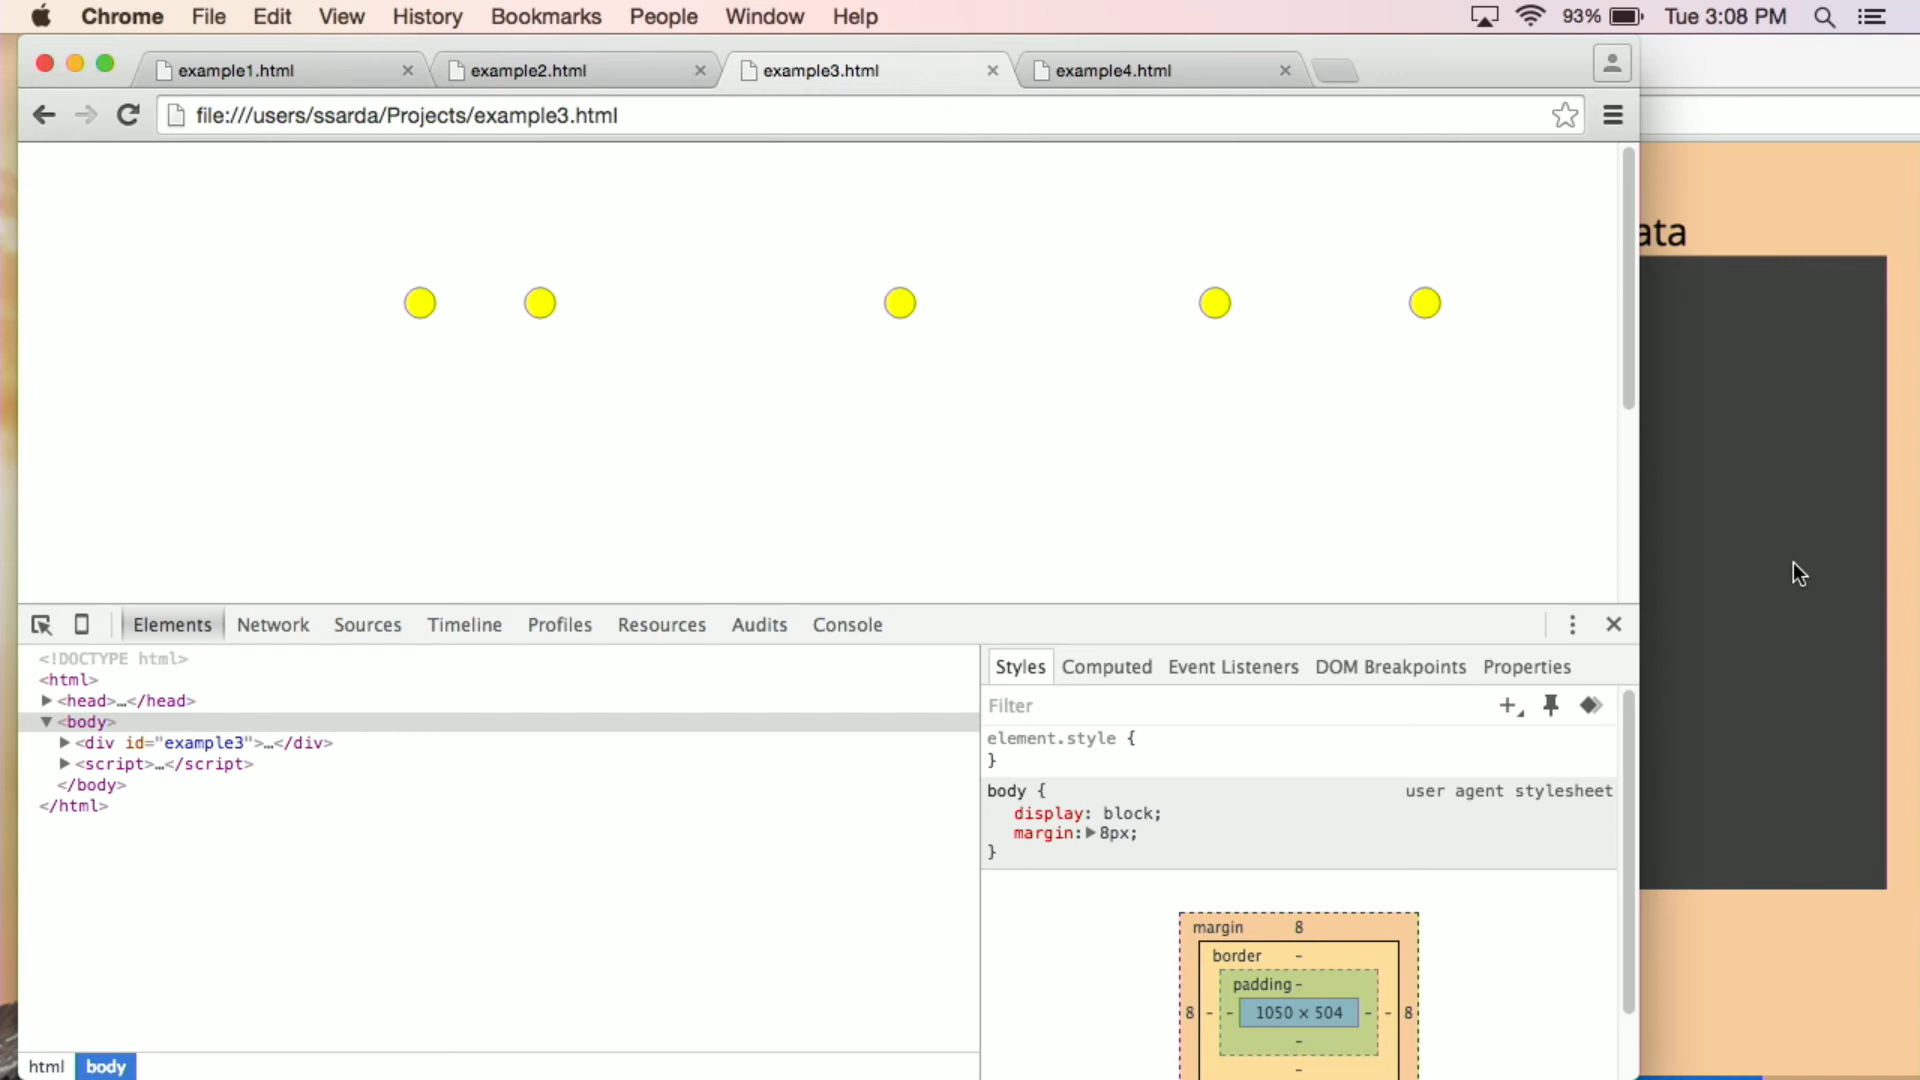 Chrome File Edit View History Bookmarks People Window Help 93% Tue 3:08 PM
example1.html example2.html example3.html example4.html
file:///users/ssarda/Projects/example3.html
ata
Elements Network Sources Timeline Profiles Resources Audits Console
<!DOCTYPE html>
<html>
<head>…</head>
<body>
<div id="example3">…</div>
<script>…</script>
</body>
</html>
html body
Styles Computed Event Listeners DOM Breakpoints Properties
Filter
element.style {
}
body { user agent stylesheet
display: block;
margin: 8px;
}
margin 8
border -
padding -
8 - - 1050 × 504 - - 8
-
-